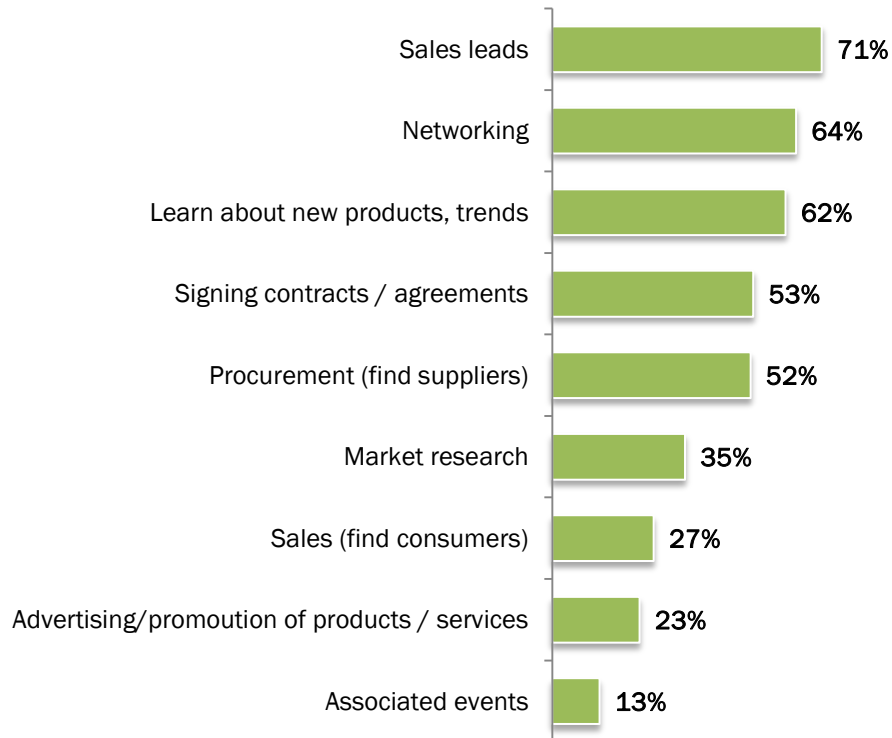 Sales leads 71%
Networking 64%
Learn about new products, trends 62%
Signing contracts / agreements 53%
Procurement (find suppliers) 52%
Market research 35%
Sales (find consumers) 27%
Advertising/promoution of products / services 23%
Associated events 13%